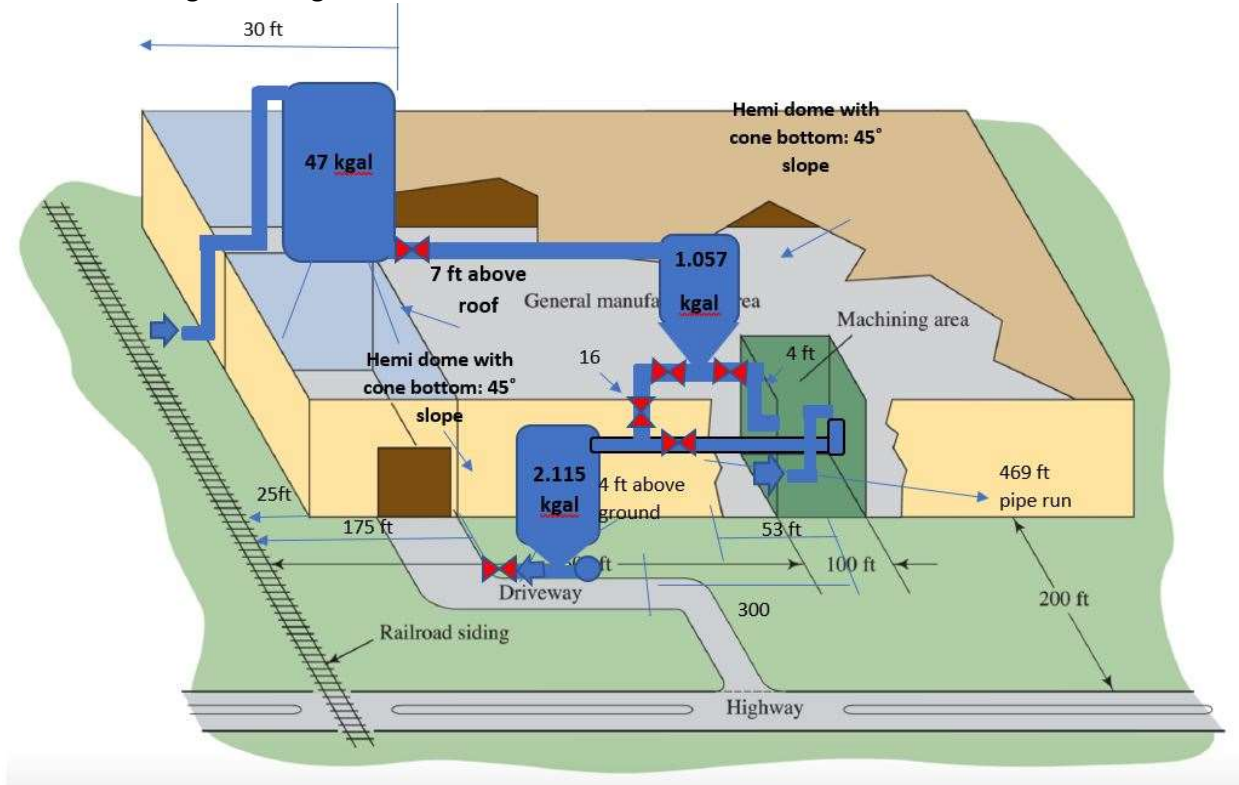 30 ft
Hemi dome with
cone bottom: 45°
slope
47 kgal
1.057
kgal
7 ft above
roof
General manufa
ea
Machining area
16
4 ft
Hemi dome with
cone bottom: 45°
slope
2.115
kgal
4 ft above
ground
469 ft
pipe run
25ft
175 ft
53 ft
ft
100 ft
Driveway
300
200 ft
Railroad siding
Highway